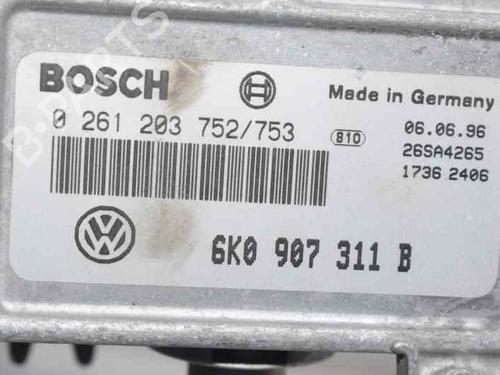 BOSCH
Made in Germany
0 261 203 752/753
810
06.06.96
26SA4265
1736 2406
6K0 907 311 B
B-PARTS